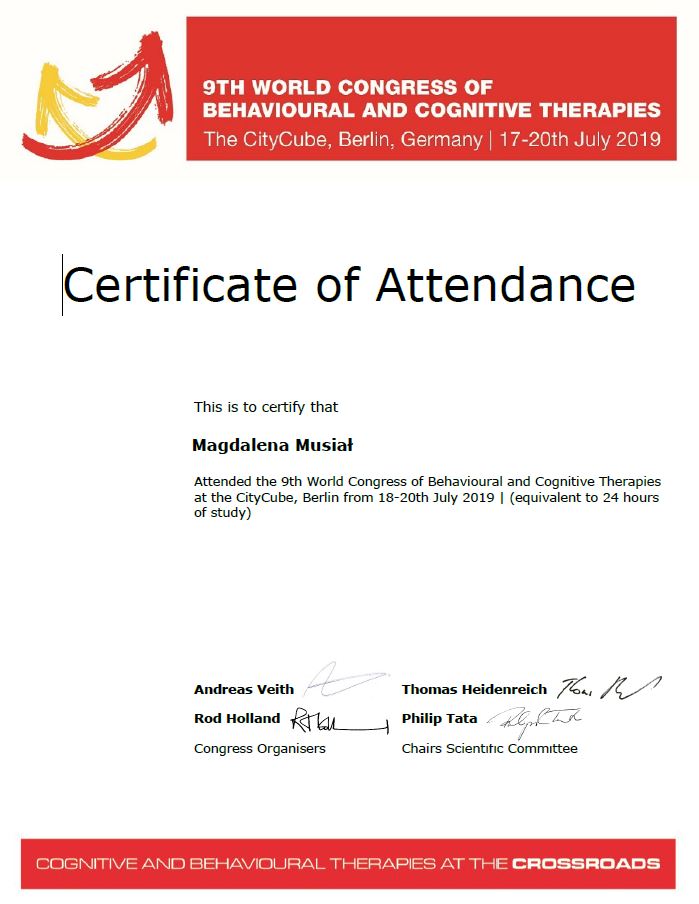 9TH WORLD CONGRESS OF
BEHAVIOURAL AND COGNITIVE THERAPIES
The CityCube, Berlin, Germany | 17-20th July 2019
Certificate of Attendance
This is to certify that
Magdalena Musiał
Attended the 9th World Congress of Behavioural and Cognitive Therapies
at the CityCube, Berlin from 18-20th July 2019 | (equivalent to 24 hours
of study)
Andreas Veith
Thomas Heidenreich
Rod Holland
Philip Tata
Congress Organisers
Chairs Scientific Committee
COGNITIVE AND BEHAVIOURAL THERAPIES AT THE CROSSROADS